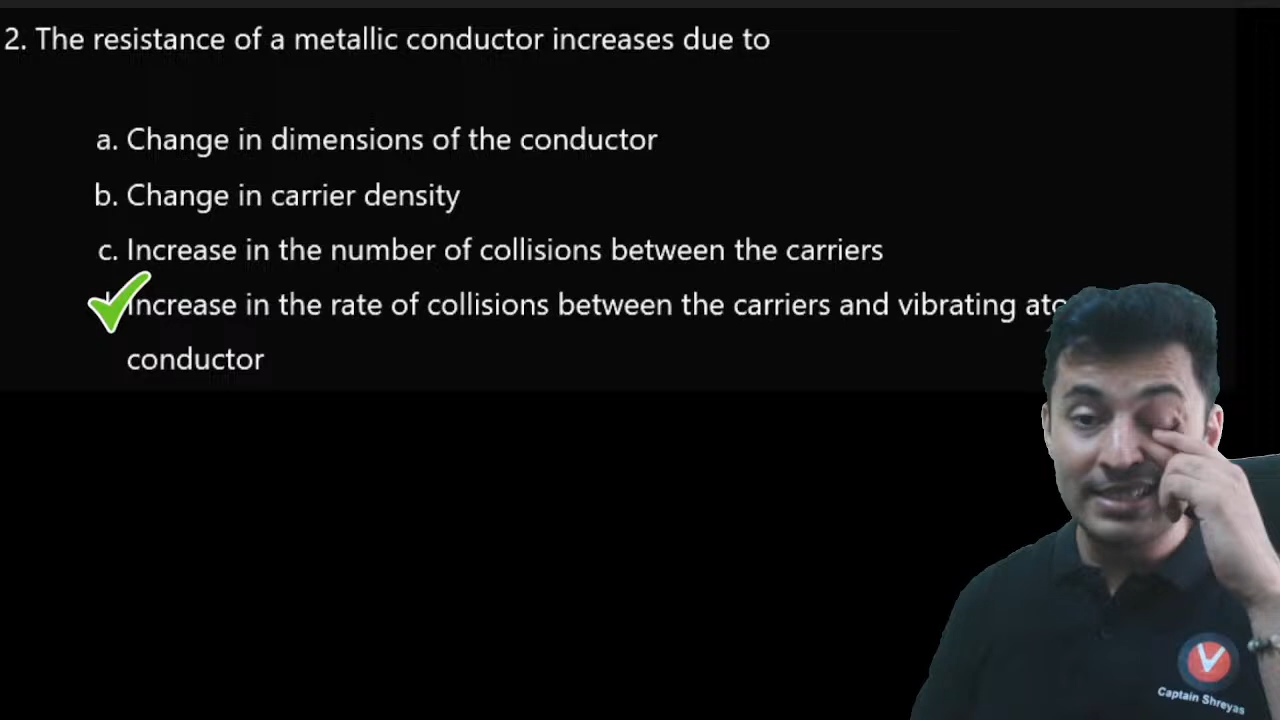 2. The resistance of a metallic conductor increases due to
a. Change in dimensions of the conductor
b. Change in carrier density
c. Increase in the number of collisions between the carriers
Increase in the rate of collisions between the carriers and vibrating
conductor
Captain Shreyas